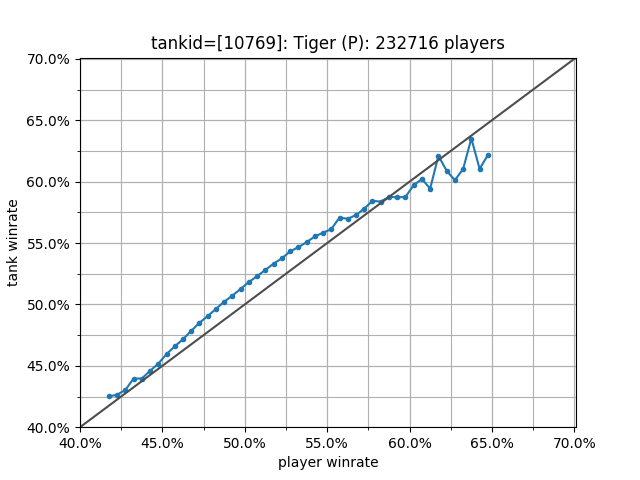 tankid=[10769]: Tiger (P): 232716 players
70.0%
65.0%
60.0%
55.0%
50.0%
45.0%
40.0%
tank winrate
40.0% 45.0% 50.0% 55.0% 60.0% 65.0% 70.0%
player winrate